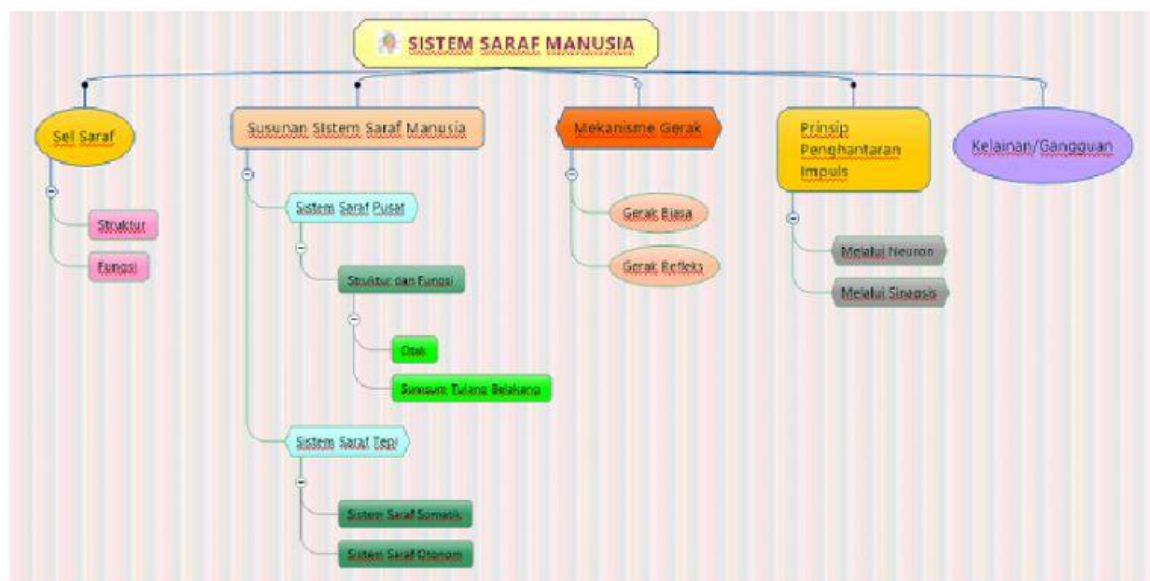 SISTEM SARAF MANUSIA
Sel Saraf
Struktur
Fungsi
Susunan Sistem Saraf Manusia
Sistem Saraf Pusat
Struktur dan Fungsi
Otak
Sumsum Tulang Belakang
Sistem Saraf Tepi
Sistem Saraf Somatik
Sistem Saraf Otonom
Mekanisme Gerak
Gerak Biasa
Gerak Refleks
Prinsip
Penghantaran
Impuls
Melalui Neuron
Melalui Sinapsis
Kelainan/Gangguan